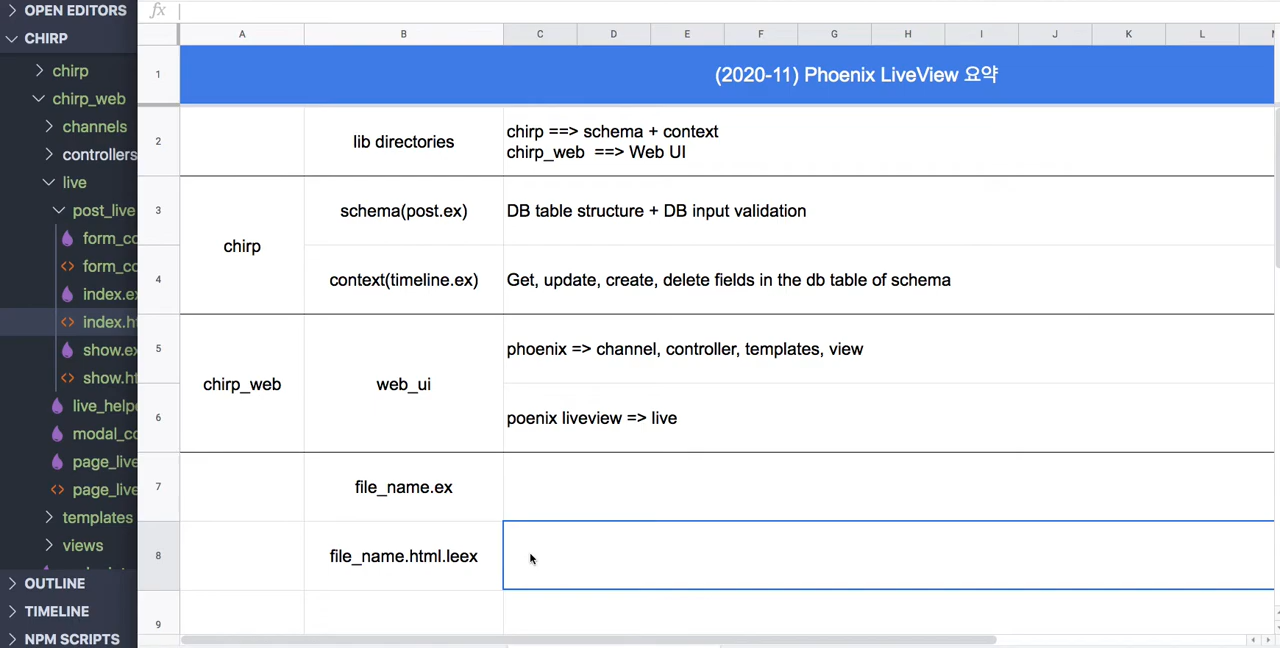 OPEN EDITORS
CHIRP
chirp
chirp_web
channels
controllers
live
post_live
form_co
form_co
index.ex
index.ht
show.ex
show.ht
live_helpe
modal_co
page_live
page_live
templates
views
OUTLINE
TIMELINE
NPM SCRIPTS
fx
A B C D E F G H I J K L
1 (2020-11) Phoenix LiveView 요약
2 lib directories
chirp ==> schema + context
chirp_web ==> Web UI
chirp
3 schema(post.ex) DB table structure + DB input validation
4 context(timeline.ex) Get, update, create, delete fields in the db table of schema
chirp_web
web_ui
5 phoenix => channel, controller, templates, view
6 poenix liveview => live
7 file_name.ex
8 file_name.html.leex
9